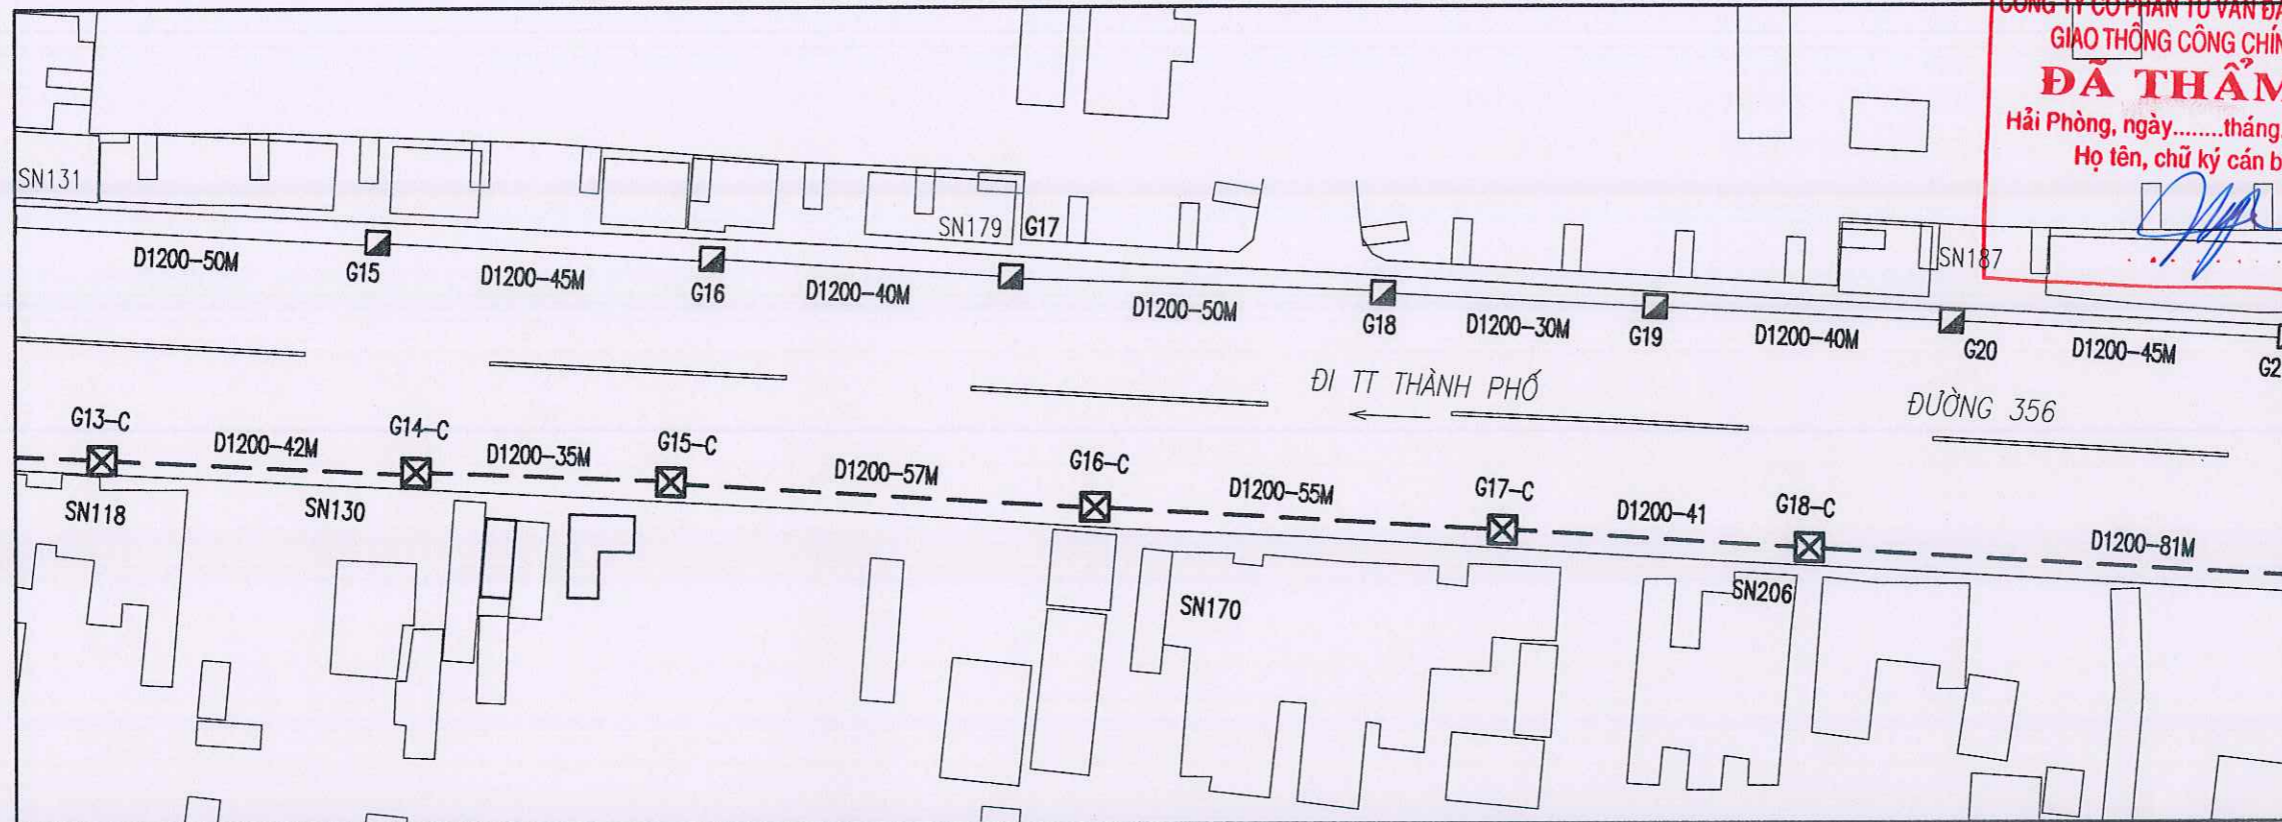 GIAO THÔNG CÔNG
ĐÃ THẨM
Hải Phòng, ngày........tháng
Họ tên, chữ ký cán
SN131
SN179
G17
SN187
D1200-50M
G15
D1200-45M
G16
D1200-40M
D1200-50M
G18
D1200-30M
G19
D1200-40M
G20
D1200-45M
ĐI TT THÀNH PHỐ
ĐƯỜNG 356
G13-C
D1200-42M
G14-C
D1200-35M
G15-C
D1200-57M
G16-C
D1200-55M
G17-C
D1200-41
G18-C
D1200-81M
SN118
SN130
SN170
SN206